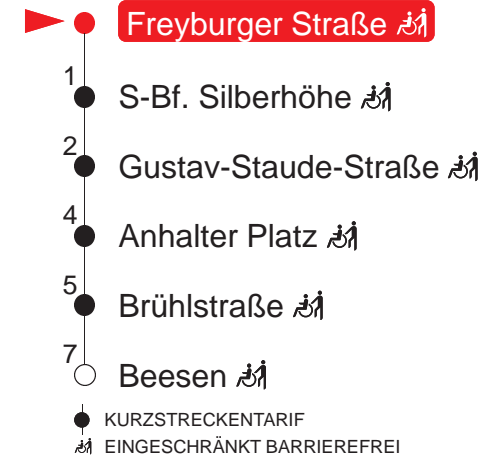 Freyburger Straße
1
S-Bf. Silberhöhe
2
Gustav-Staude-Straße
4
Anhalter Platz
5
Brühlstraße
7
Beesen
KURZSTRECKENTARIF
EINGESCHRÄNKT BARRIEREFREI